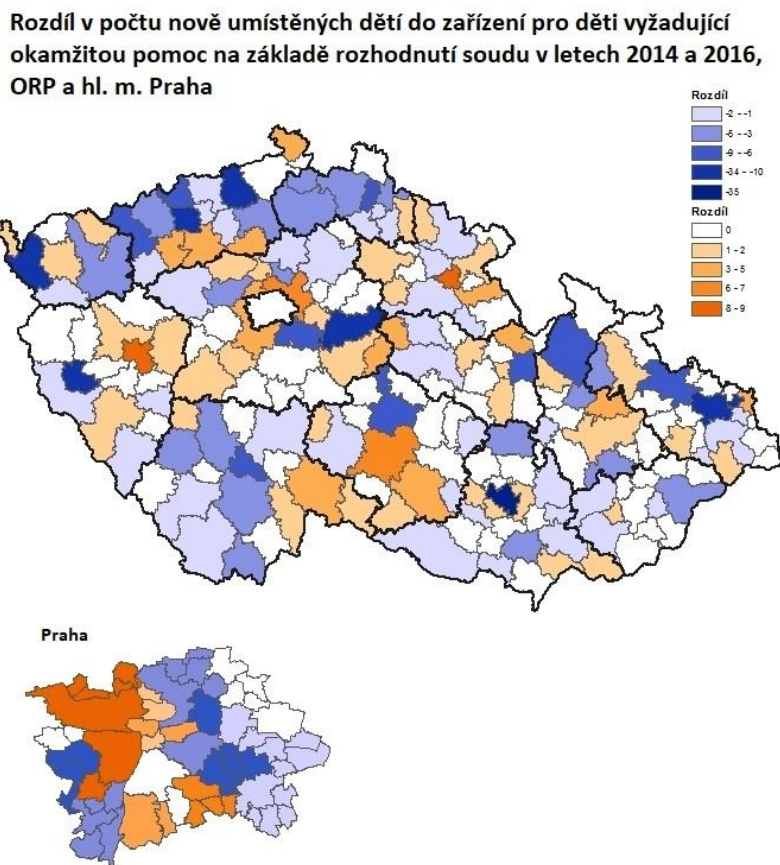 Rozdíl v počtu nově umístěných dětí do zařízení pro děti vyžadující
okamžitou pomoc na základě rozhodnutí soudu v letech 2014 a 2016,
ORP a hl. m. Praha
Rozdíl
-2 - -1
-5 - -3
-9 - -6
-34 - -10
-35
Rozdíl
0
1 - 2
3 - 5
6 - 7
8 - 9
Praha